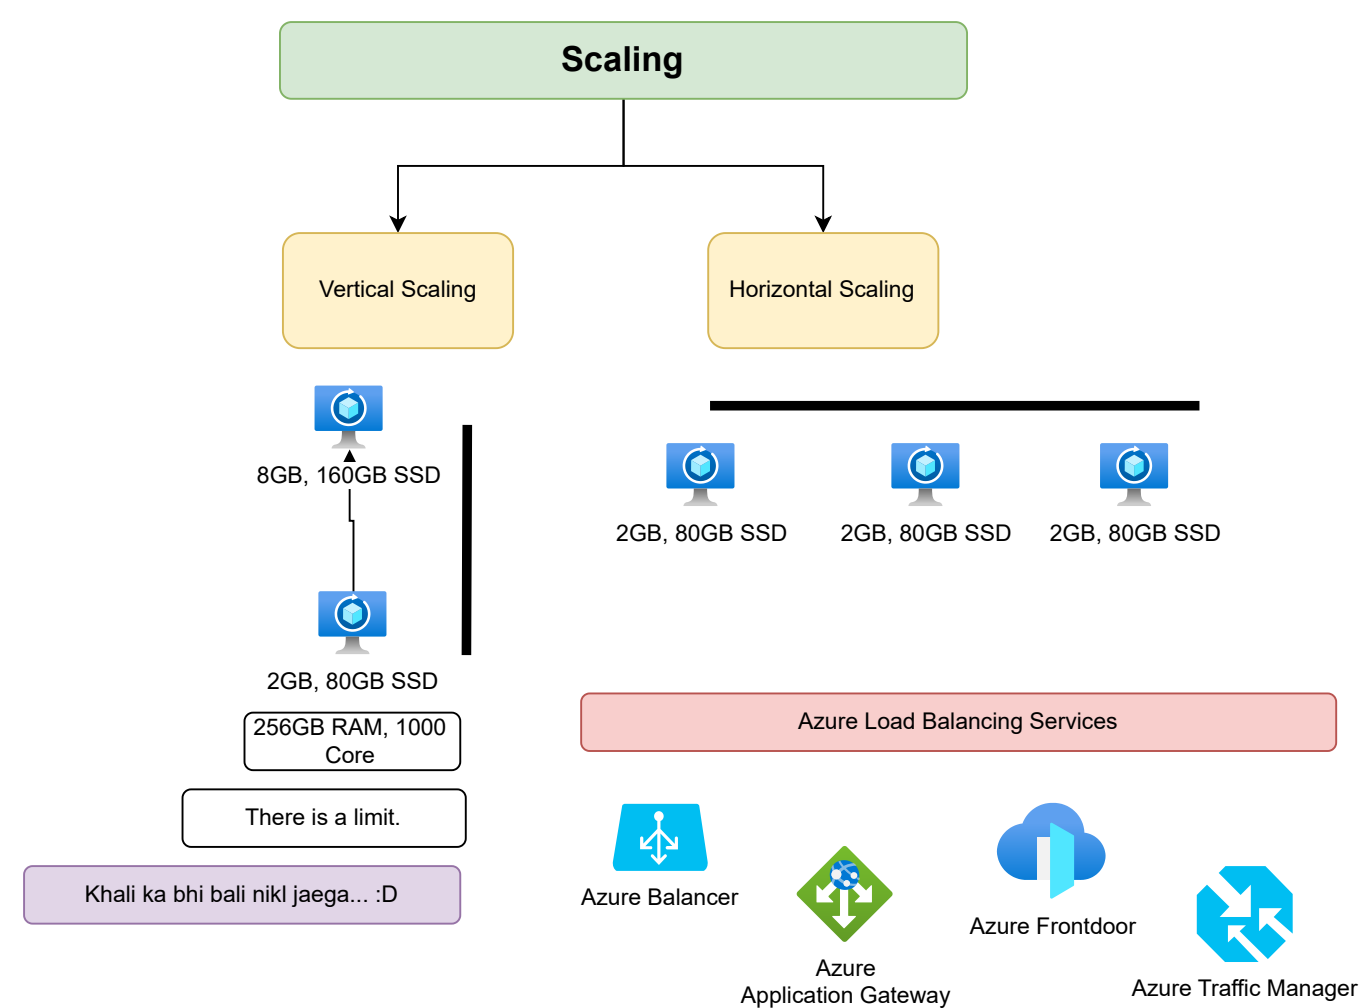 Scaling
Vertical Scaling
Horizontal Scaling
8GB, 160GB SSD
2GB, 80GB SSD
2GB, 80GB SSD
2GB, 80GB SSD
2GB, 80GB SSD
256GB RAM, 1000
Core
There is a limit.
Khali ka bhi bali nikl jaega... :D
Azure Load Balancing Services
Azure Balancer
Azure
Application Gateway
Azure Frontdoor
Azure Traffic Manager